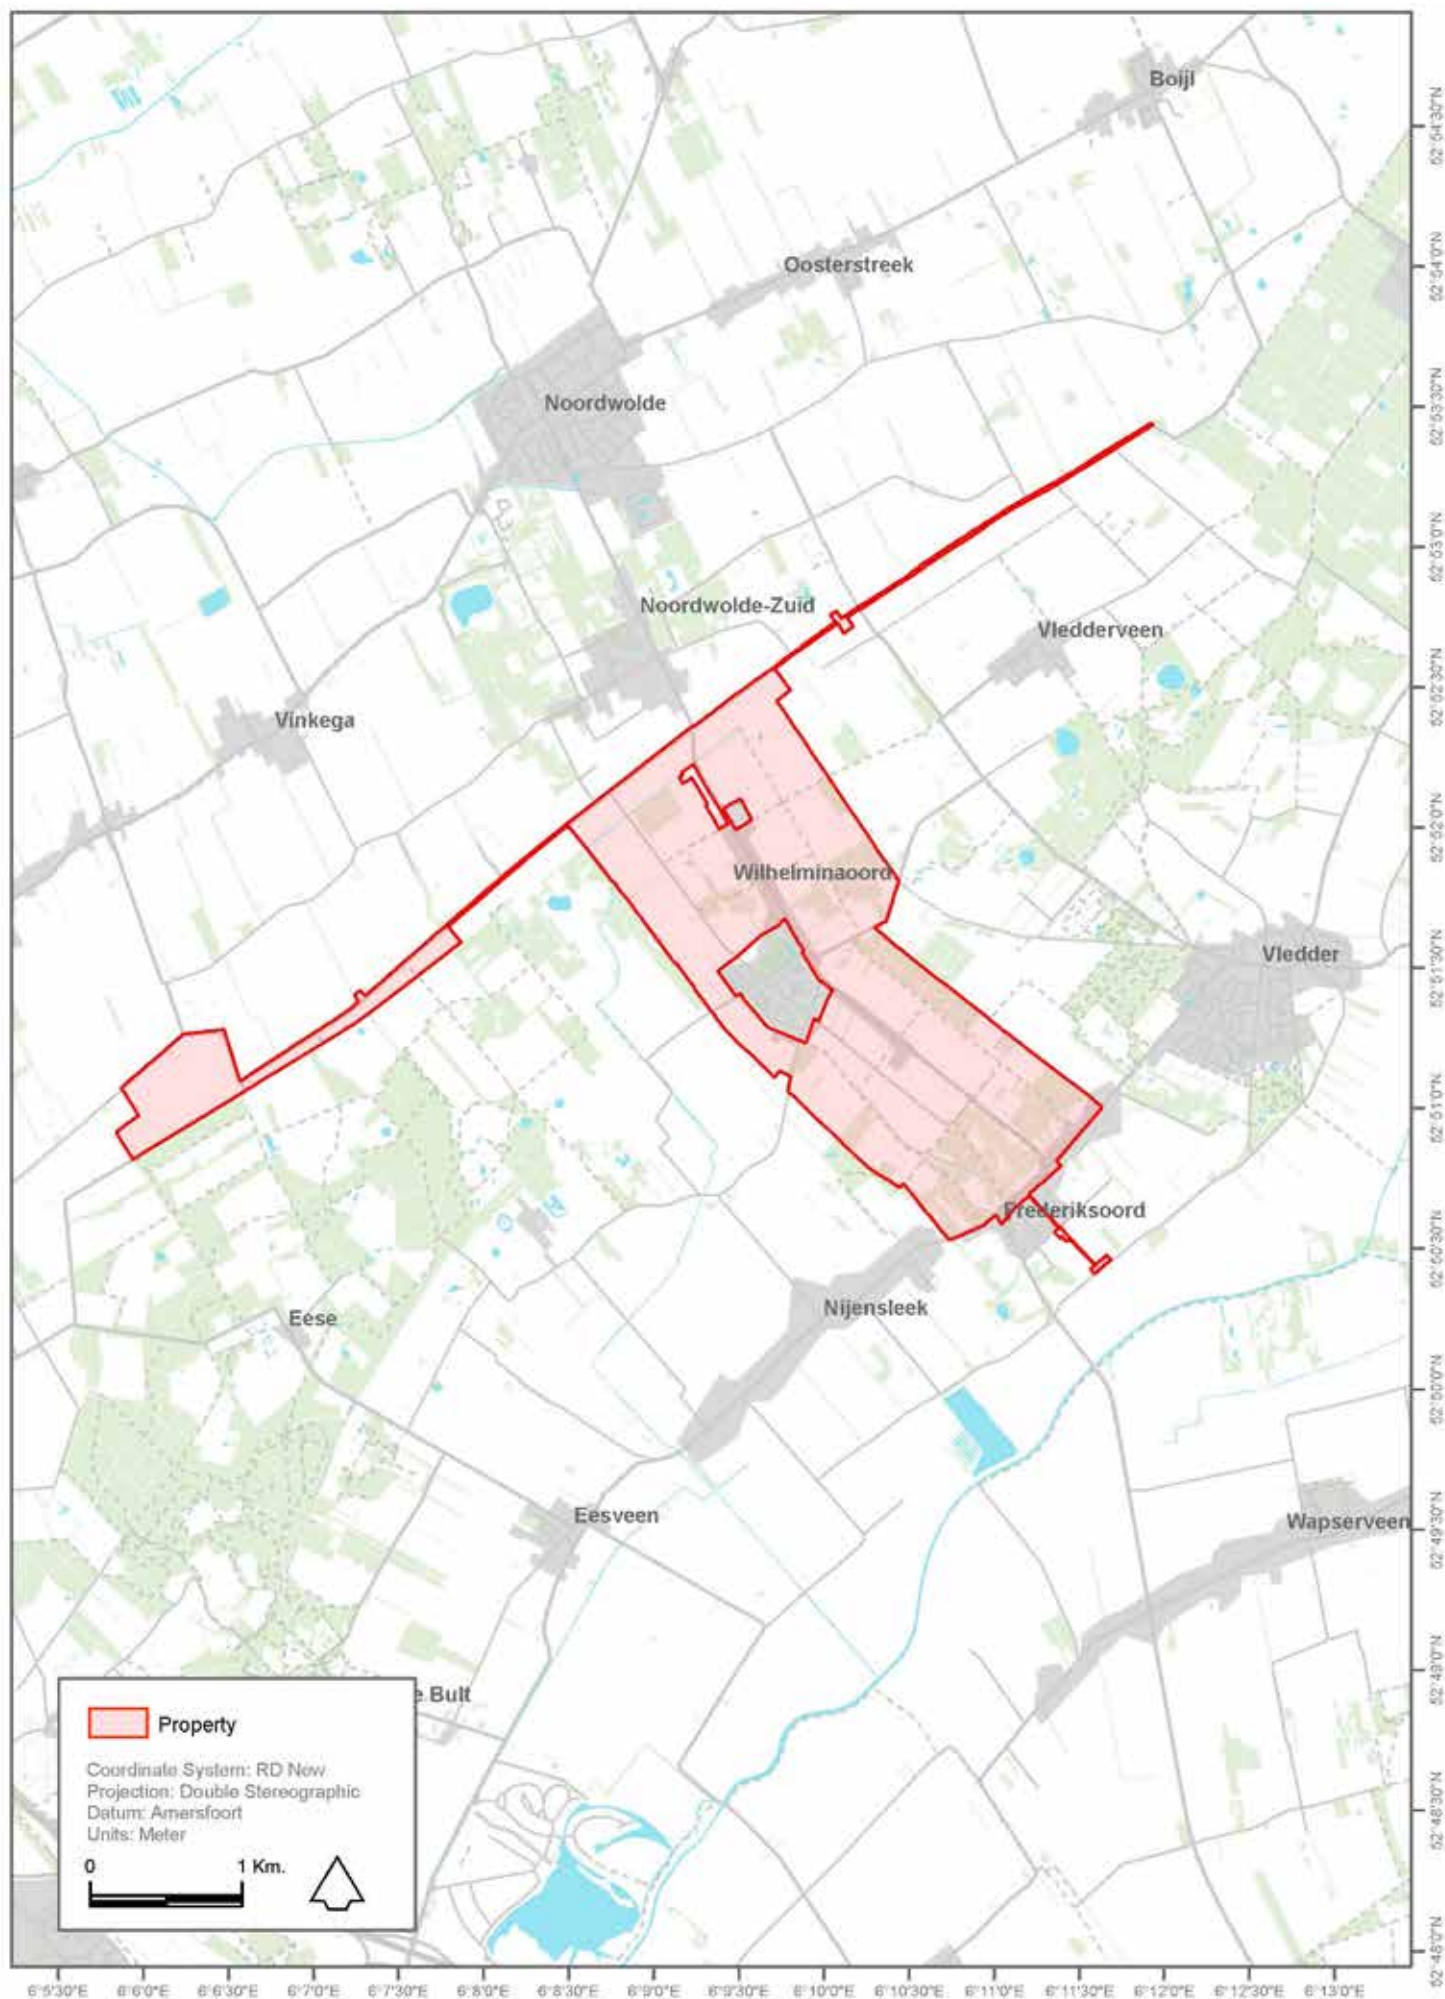 Boijl
Oosterstreek
Noordwolde
Noordwolde-Zuid
Vledderveen
Vinkega
Wilhelminaoord
Vledder
Frederiksoord
Nijensleek
Eese
Eesveen
Wapserveen
e Bult
Property
Coordinate System: RD New
Projection: Double Stereographic
Datum: Amersfoort
Units: Meter
0 1 Km.
52°54'30"N
52°54'0"N
52°53'30"N
52°53'0"N
52°52'30"N
52°52'0"N
52°51'30"N
52°51'0"N
52°50'30"N
52°50'0"N
52°49'30"N
52°49'0"N
52°48'30"N
52°48'0"N
6°5'30"E 6°6'0"E 6°6'30"E 6°7'0"E 6°7'30"E 6°8'0"E 6°8'30"E 6°9'0"E 6°9'30"E 6°10'0"E 6°10'30"E 6°11'0"E 6°11'30"E 6°12'0"E 6°12'30"E 6°13'0"E